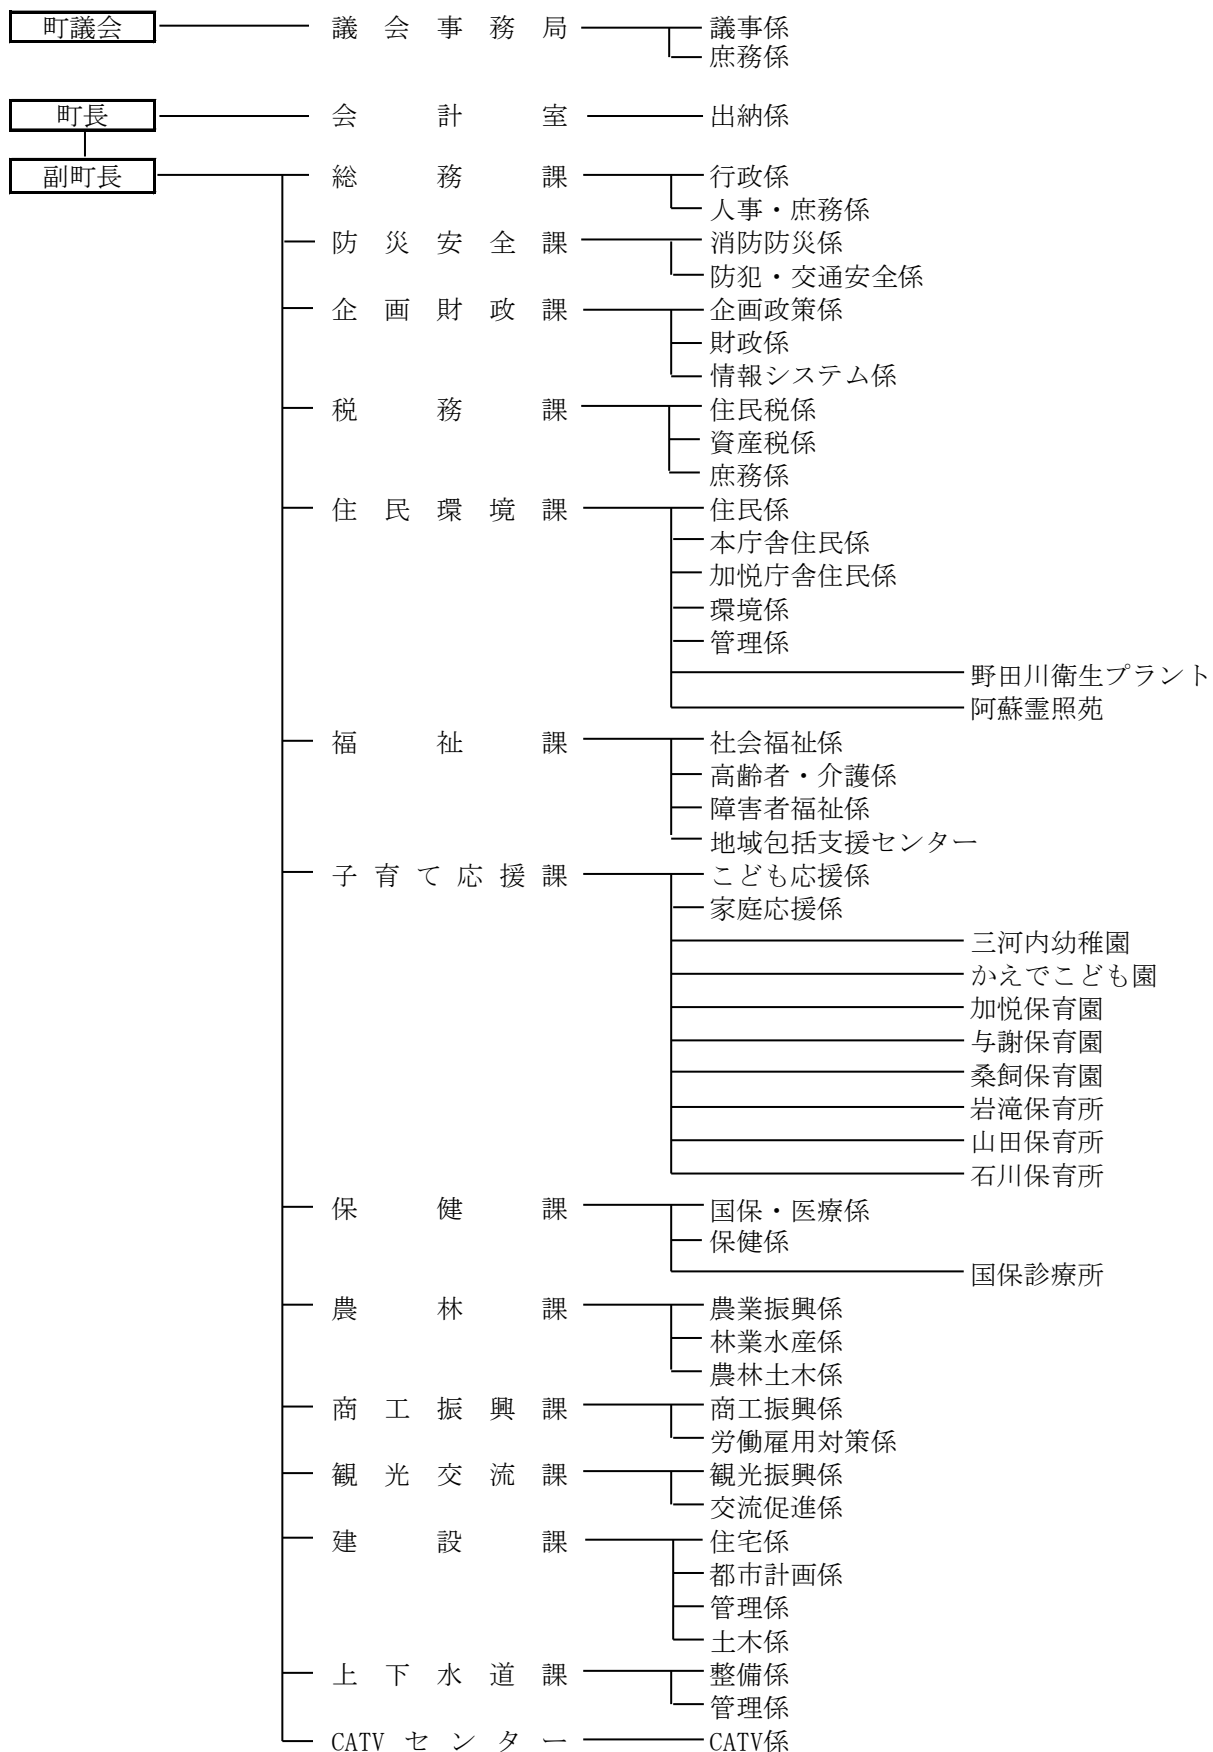 町議会 議会事務局 議事係
庶務係
町長 会計室 出納係
副町長 総務課 行政係
人事・庶務係
防災安全課 消防防災係
防犯・交通安全係
企画財政課 企画政策係
財政係
情報システム係
税務課 住民税係
資産税係
庶務係
住民環境課 住民係
本庁舎住民係
加悦庁舎住民係
環境係
管理係
野田川衛生プラント
阿蘇霊照苑
福祉課 社会福祉係
高齢者・介護係
障害者福祉係
地域包括支援センター
子育て応援課 こども応援係
家庭応援係
三河内幼稚園
かえでこども園
加悦保育園
与謝保育園
桑飼保育園
岩滝保育所
山田保育所
石川保育所
保健課 国保・医療係
保健係
国保診療所
農林課 農業振興係
林業水産係
農林土木係
商工振興課 商工振興係
労働雇用対策係
観光交流課 観光振興係
交流促進係
建設課 住宅係
都市計画係
管理係
土木係
上下水道課 整備係
管理係
CATVセンター CATV係